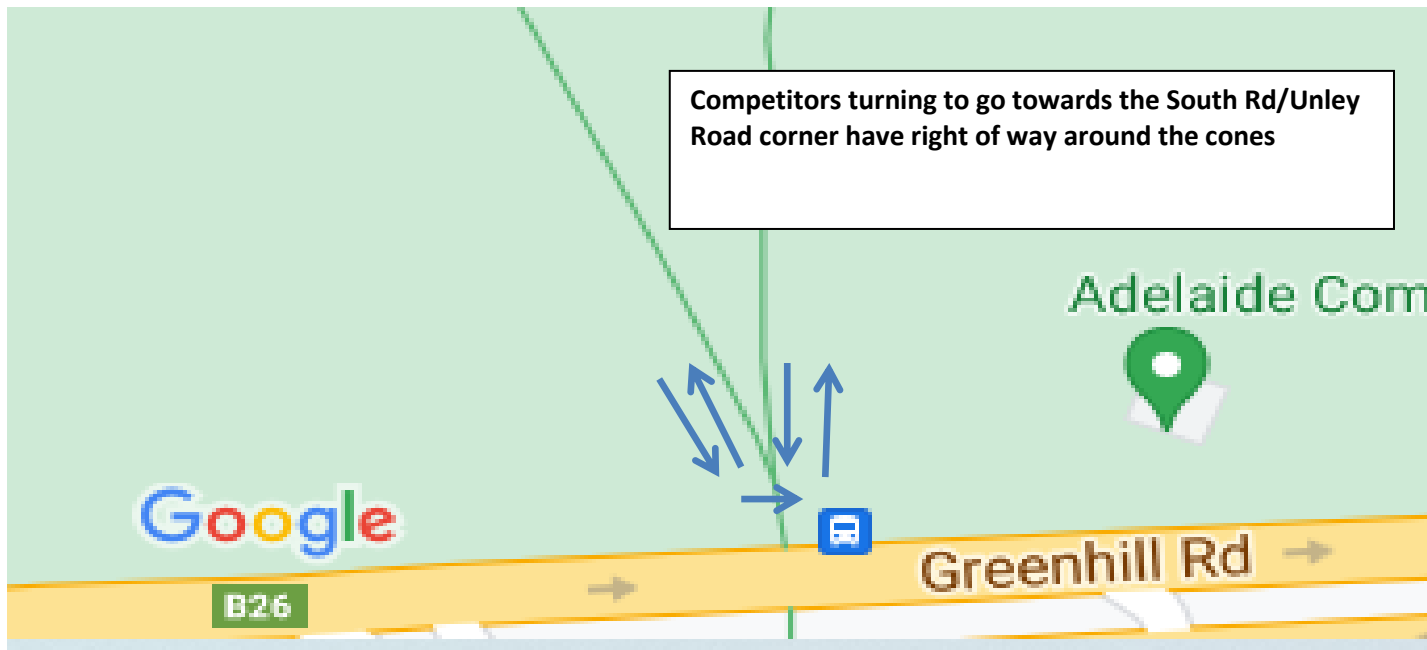 Competitors turning to go towards the South Rd/Unley
Road corner have right of way around the cones
Adelaide Com
Google
Greenhill Rd
B26